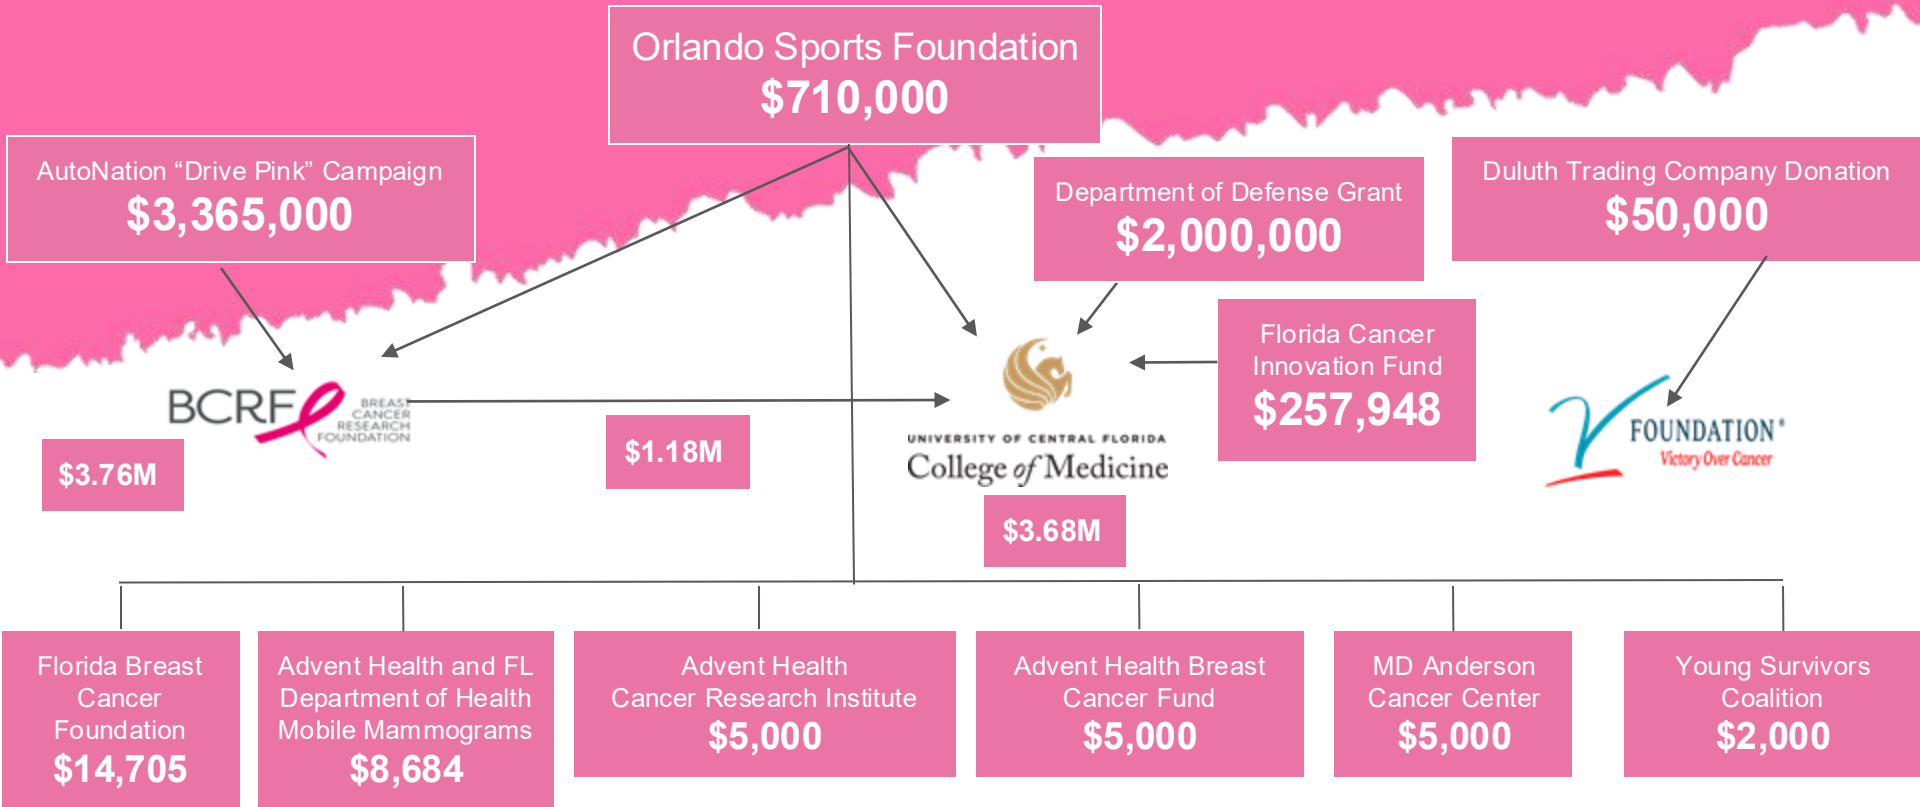 Orlando Sports Foundation
$710,000
AutoNation “Drive Pink” Campaign
$3,365,000
Department of Defense Grant
$2,000,000
Duluth Trading Company Donation
$50,000
Florida Cancer
Innovation Fund
$257,948
BCRF
BREAST
CANCER
RESEARCH
FOUNDATION
$3.76M
$1.18M
UNIVERSITY OF CENTRAL FLORIDA
College of Medicine
$3.68M
V
FOUNDATION®
Victory Over Cancer
Florida Breast
Cancer
Foundation
$14,705
Advent Health and FL
Department of Health
Mobile Mammograms
$8,684
Advent Health
Cancer Research Institute
$5,000
Advent Health Breast
Cancer Fund
$5,000
MD Anderson
Cancer Center
$5,000
Young Survivors
Coalition
$2,000